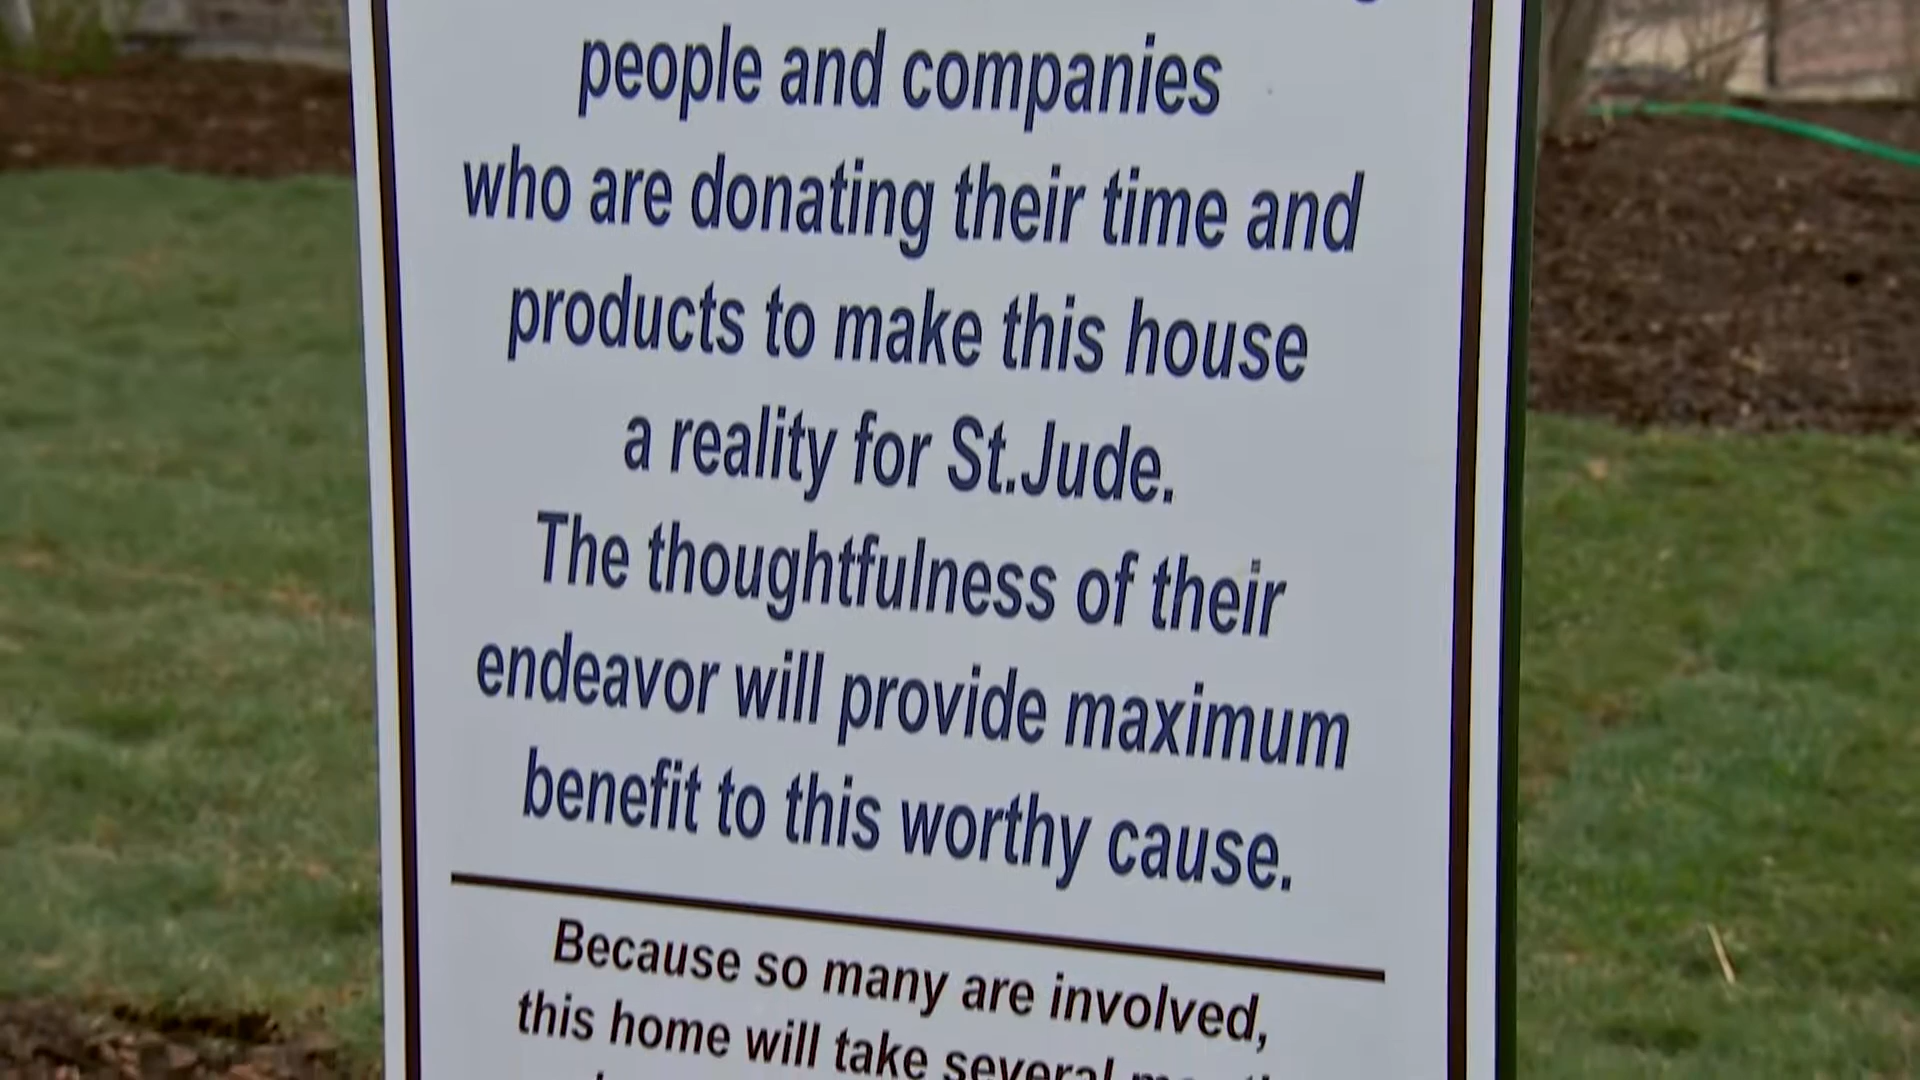 people and companies
who are donating their time and
products to make this house
a reality for St.Jude.
The thoughtfulness of their
endeavor will provide maximum
benefit to this worthy cause.
Because so many are involved,
this home will take several